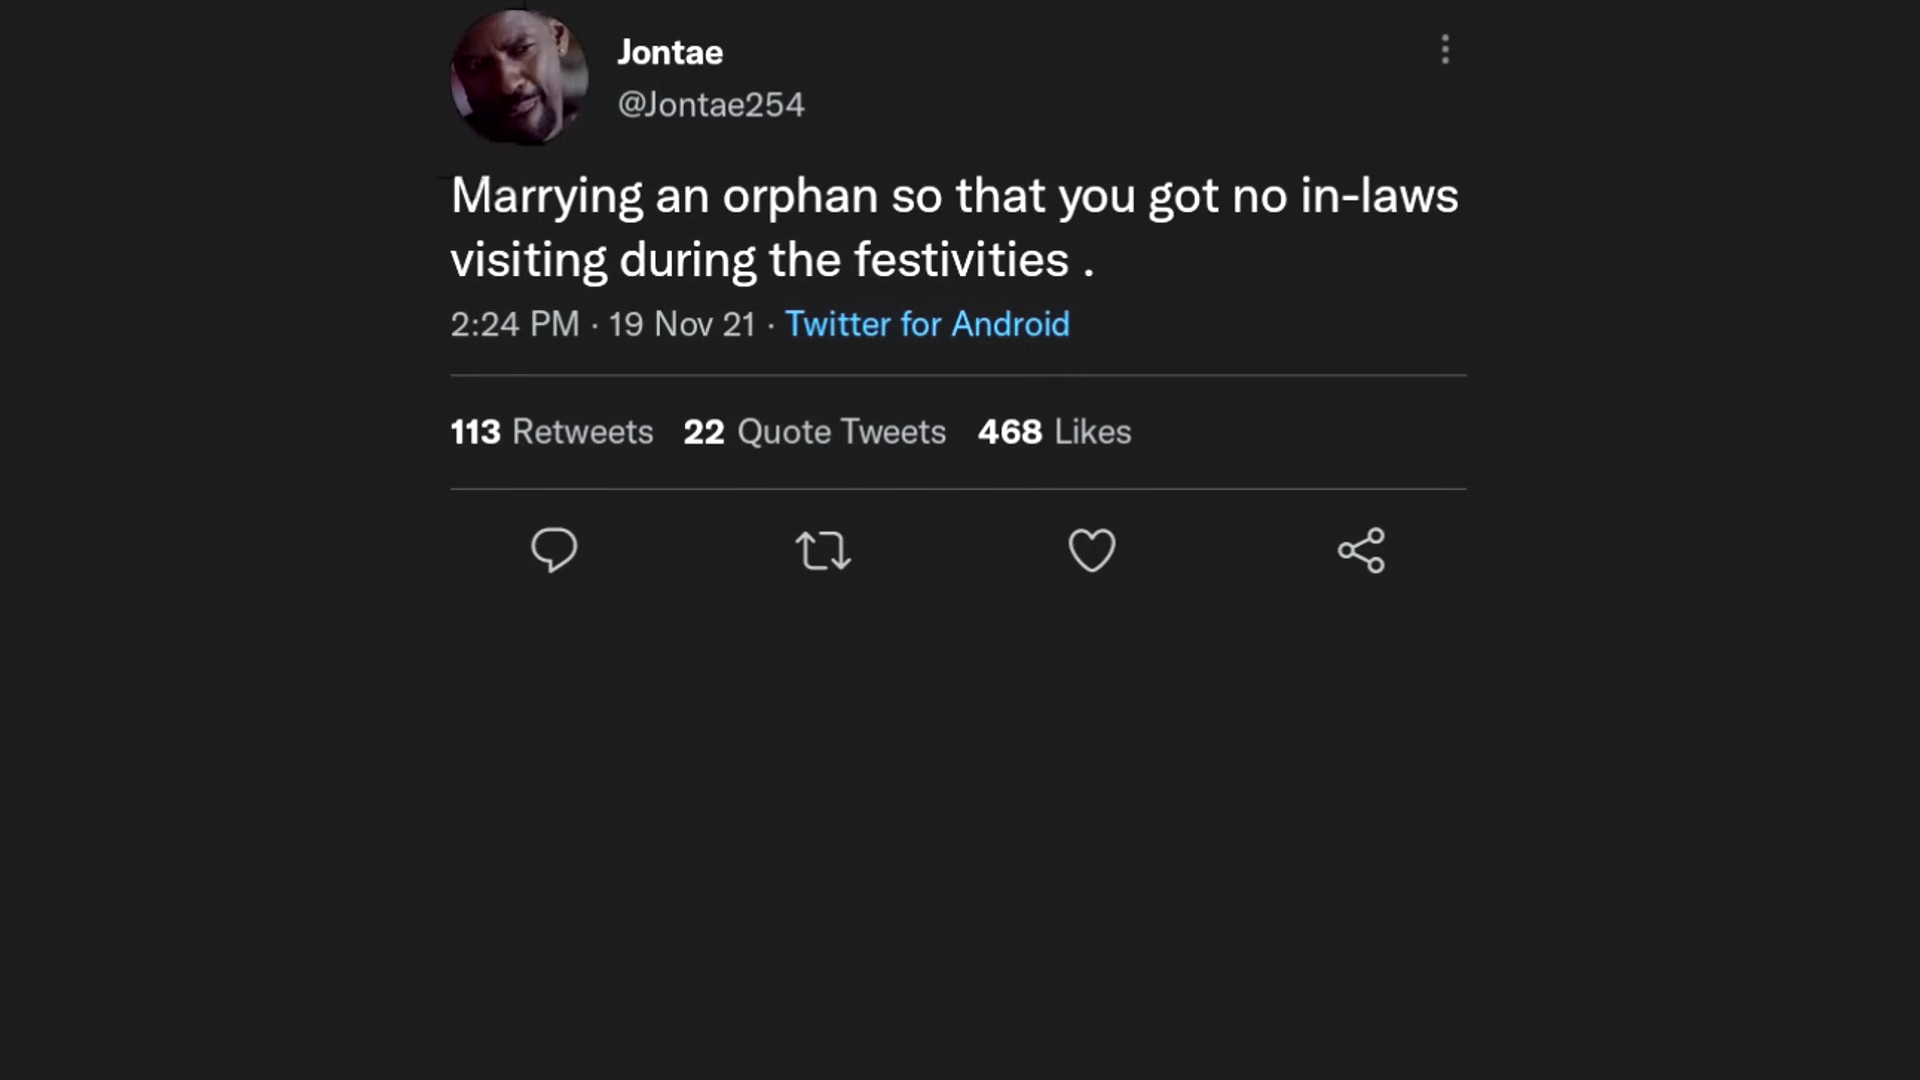 Jontae
@Jontae254
Marrying an orphan so that you got no in-laws
visiting during the festivities .
2:24 PM · 19 Nov 21 · Twitter for Android
113 Retweets 22 Quote Tweets 468 Likes